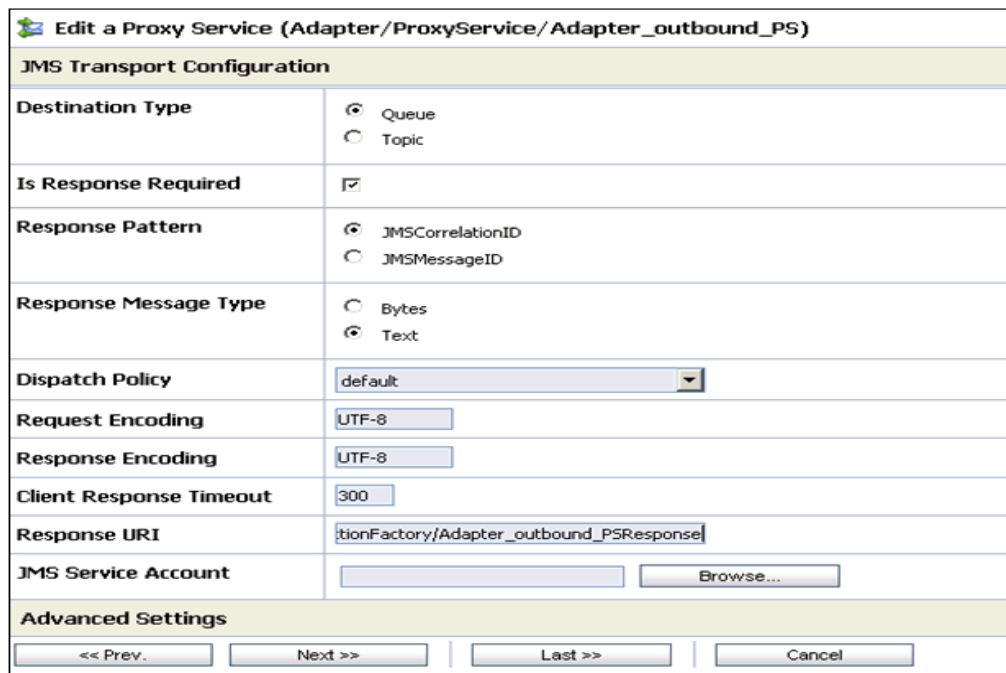 Edit a Proxy Service (Adapter/ProxyService/Adapter_outbound_PS)
JMS Transport Configuration
Destination Type
Queue
Topic
Is Response Required
Response Pattern
JMSCorrelationID
JMSMessageID
Response Message Type
Bytes
Text
Dispatch Policy default
Request Encoding UTF-8
Response Encoding UTF-8
Client Response Timeout 300
Response URI :tionFactory/Adapter_outbound_PSResponse
JMS Service Account Browse...
Advanced Settings
<< Prev. Next >> Last >> Cancel